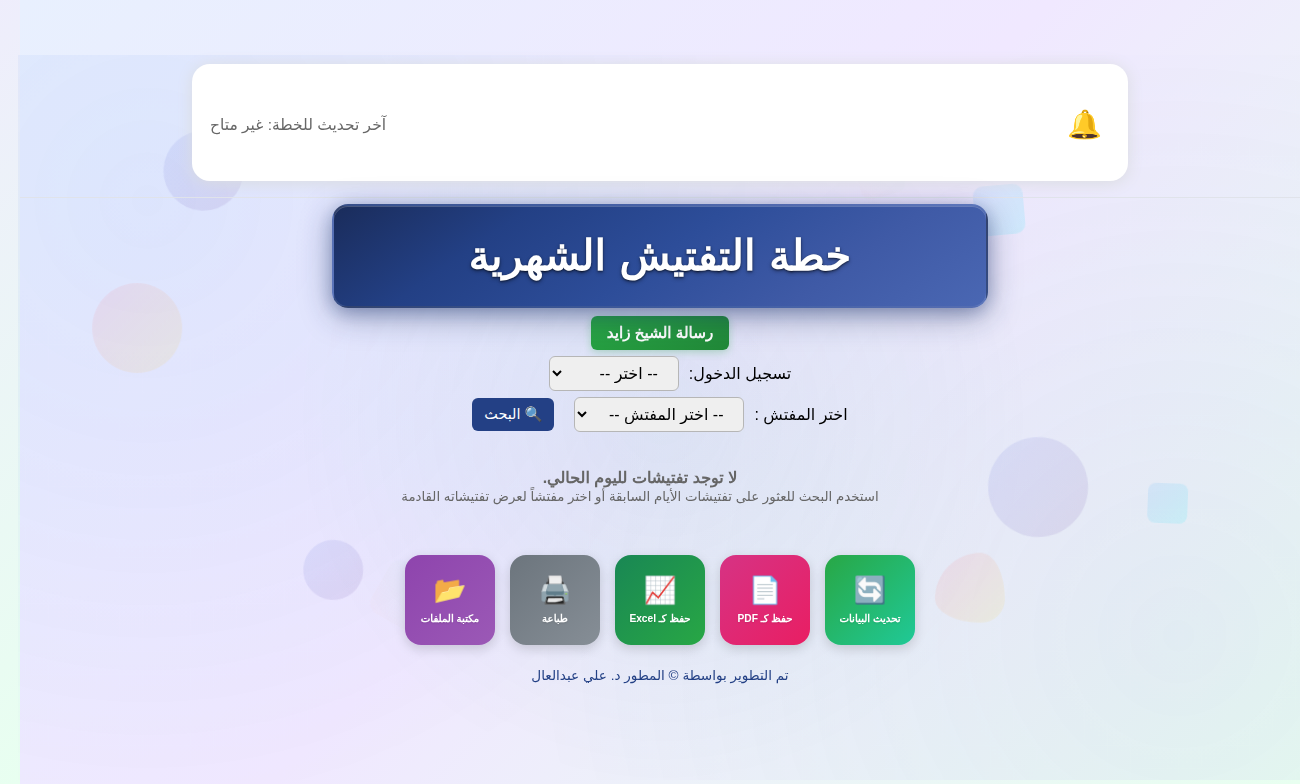 🔔 آخر تحديث للخطة: غير متاح
خطة التفتيش الشهرية
رسالة الشيخ زايد
تسجيل الدخول: -- اختر --
اختر المفتش : -- اختر المفتش -- 🔍 البحث
لا توجد تفتيشات لليوم الحالي.
استخدم البحث للعثور على تفتيشات الأيام السابقة أو اختر مفتشاً لعرض تفتيشاته القادمة
تحديث البيانات
حفظ كـ PDF
حفظ كـ Excel
طباعة
مكتبة الملفات
تم التطوير بواسطة © المطور د. علي عبدالعال